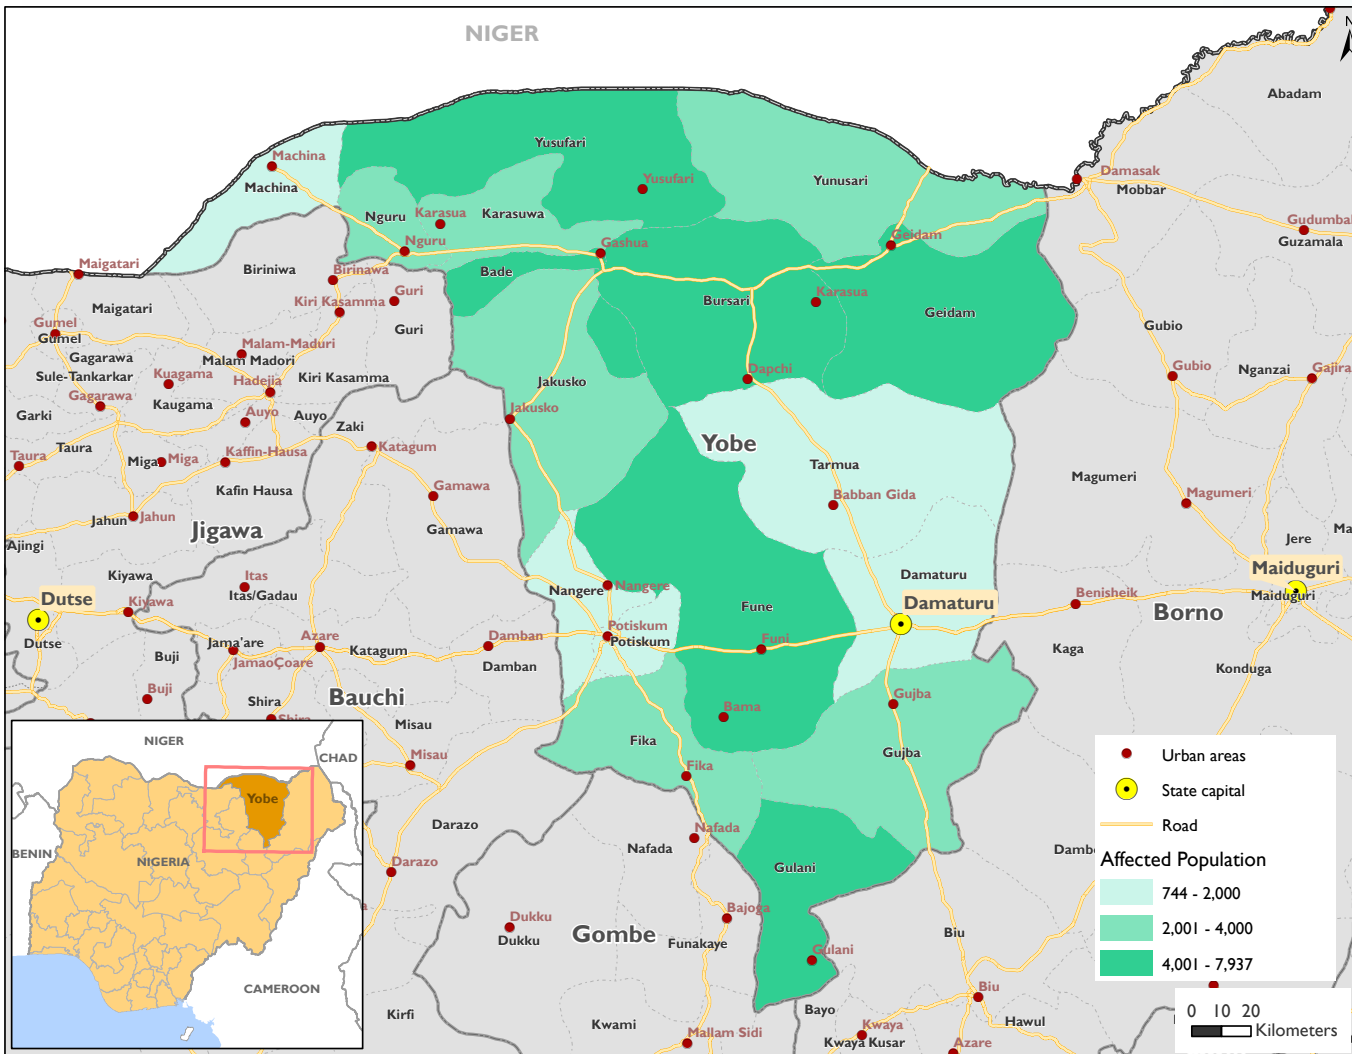 NIGER
N
Abadam
Yusufari
Machina
Damasak
Yusufari
Yunusari
Machina
Mobbar
Nguru
Karasua
Karasuwa
Gudumbal
Geidam
Guzamala
Nguru
Gashua
Maigatari
Biriniwa
Birinawa
Bade
Guri
Karasua
Kiri Kasamma
Bursari
Maigatari
Geidam
Gumel
Guri
Gubio
Gumel
Malam-Maduri
Gagarawa
Malam Madori
Gubio
Nganzai
Gajira
Sule-Tankarkar
Kuagama
Hadejia
Kiri Kasamma
Jakusko
Dapchi
Gagarawa
Kaugama
Auyo
Auyo
Jakusko
Garki
Zaki
Taura
Katagum
Yobe
Taura
Miga
Miga
Kaffin-Hausa
Tarmua
Magumeri
Kafin Hausa
Gamawa
Babban Gida
Magumeri
Jahun
Jahun
Jigawa
Gamawa
Ma
Ajingi
Jere
Kiyawa
Itas
Damaturu
Maiduguri
Itas/Gadau
Nangere
Nangere
Dutse
Kiyawa
Damaturu
Benisheik
Maiduguri
Fune
Borno
Dutse
Jama'are
Azare
Damban
Potiskum
Potiskum
Funi
Katagum
Kaga
Buji
JamaoÇoare
Damban
Konduga
Buji
Shira
Bauchi
Gujba
Shira
Misau
Bama
Fika
Gujba
Misau
Fika
NIGER
CHAD
Yobe
BENIN
NIGERIA
CAMEROON
Darazo
Nafada
Nafada
Damb
Darazo
Gulani
Dukku
Dukku
Gombe
Bajoga
Funakaye
Gulani
Biu
Biu
Kirfi
Kwami
Bayo
Mallam Sidi
Kwaya
Kwaya Kusar
Hawul
Azare
Urban areas
State capital
Road
Affected Population
744 - 2,000
2,001 - 4,000
4,001 - 7,937
0 10 20
Kilometers